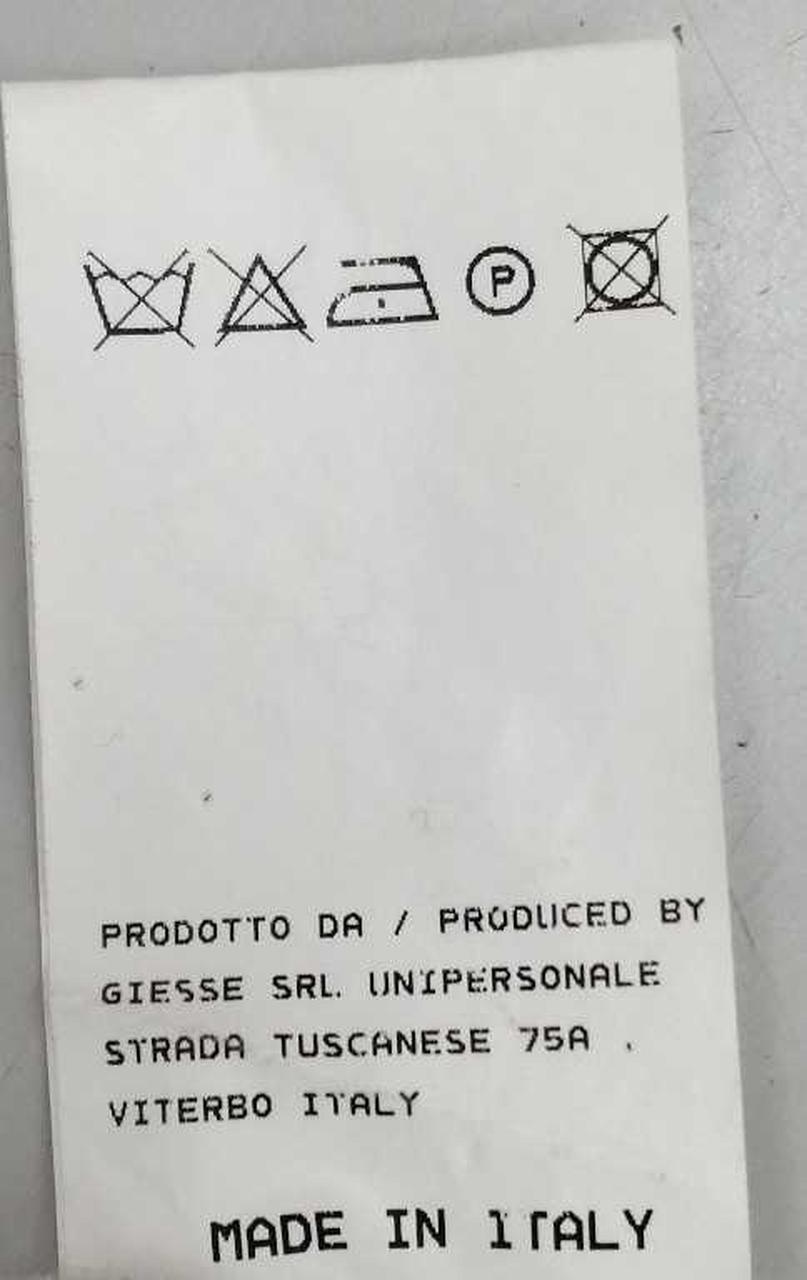 P
PRODOTTO DA / PRODUCED BY
GIESSE SRL. UNIPERSONALE
STRADA TUSCANESE 75A .
VITERBO ITALY
MADE IN ITALY